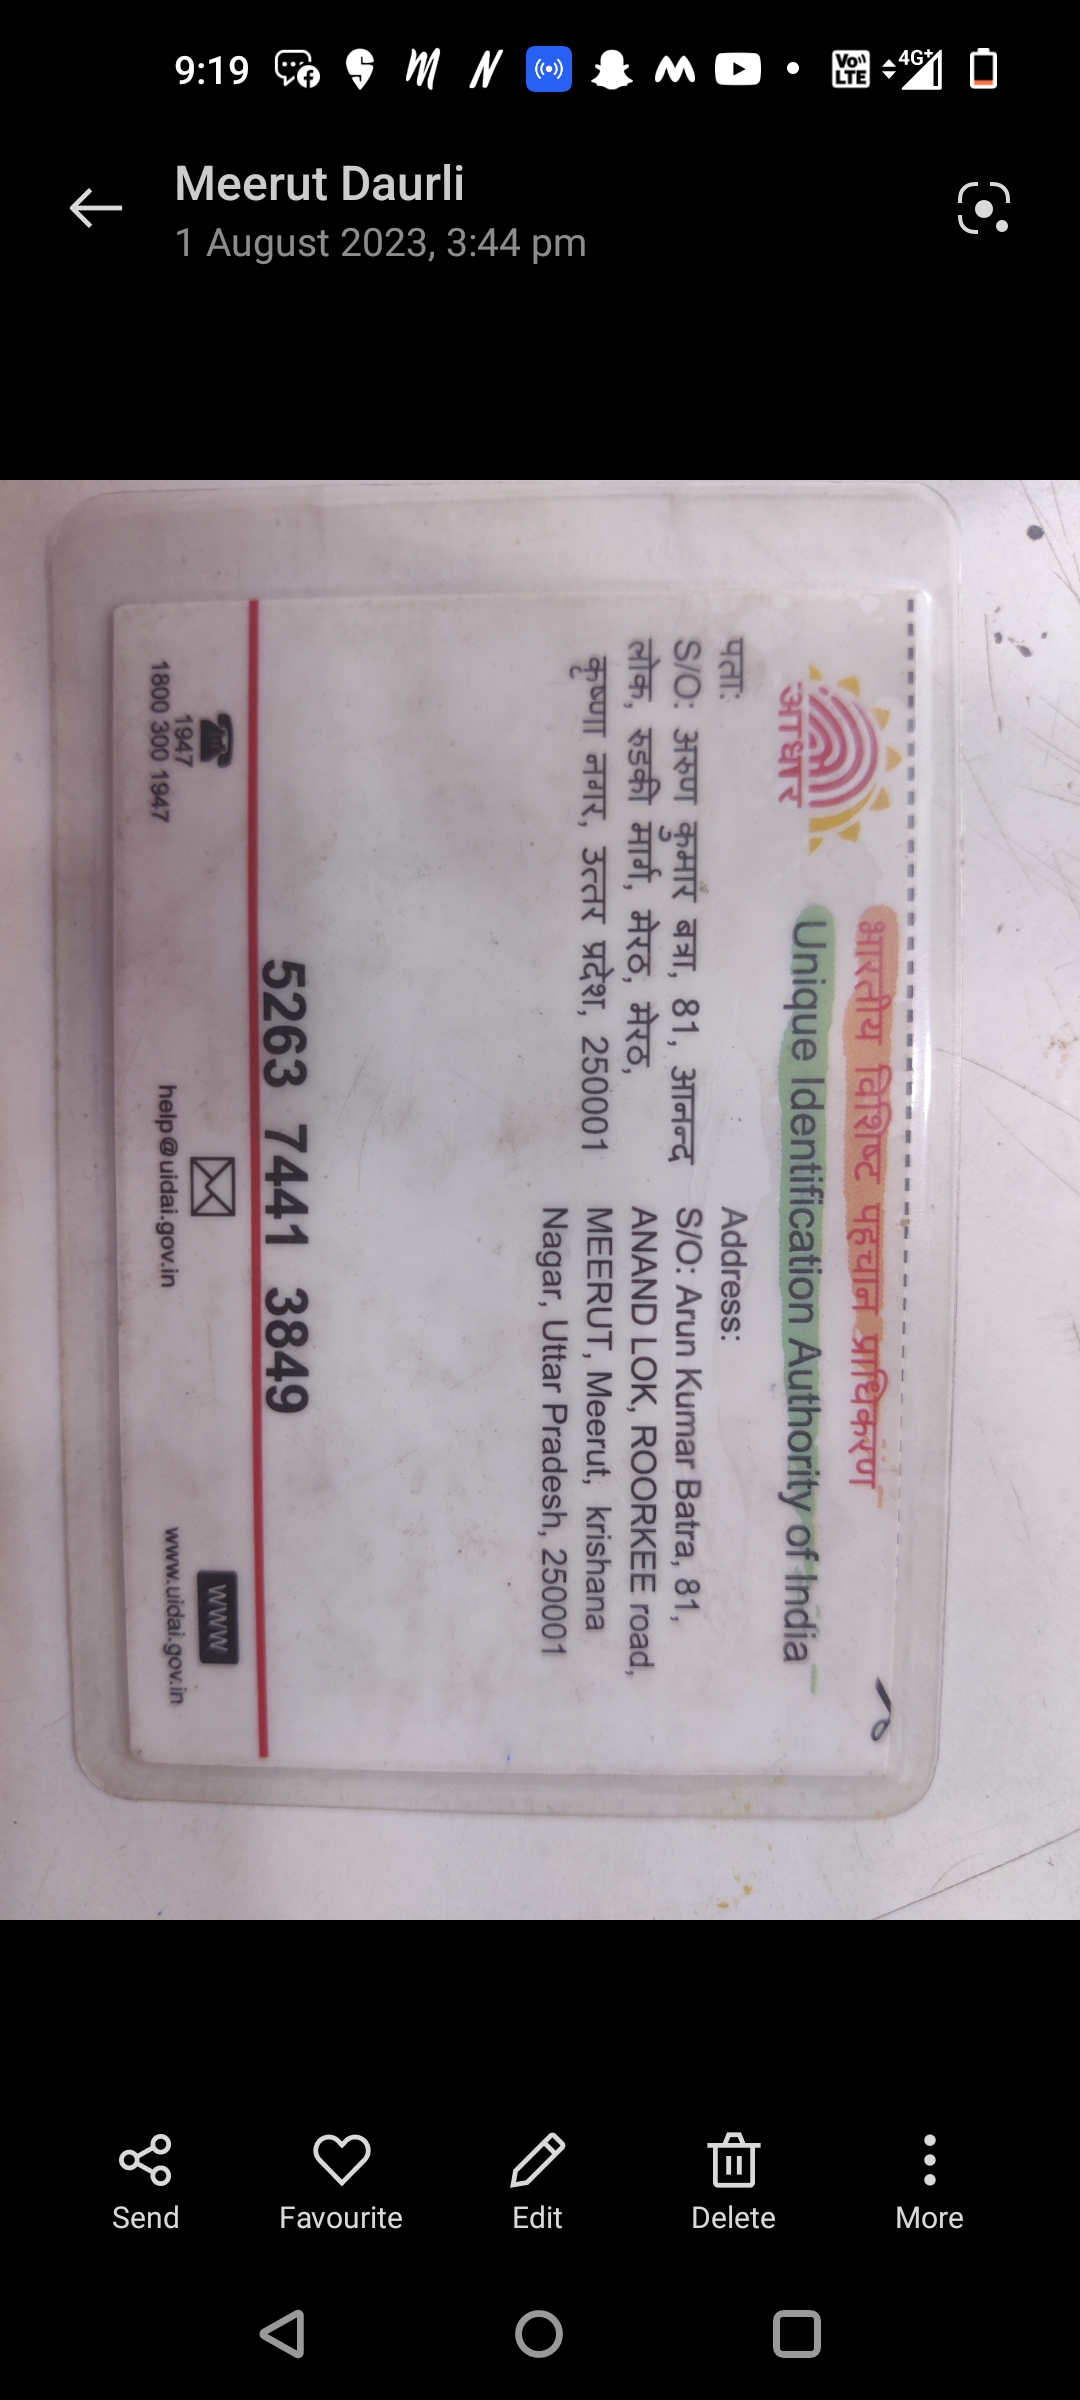 9:19
VoLTE 4G+
Meerut Daurli
1 August 2023, 3:44 pm
भारतीय विशिष्ट पहचान प्राधिकरण
Unique Identification Authority of India
आधार
पता:
S/O: अरुण कुमार बत्रा, 81, आनन्द
लोक, रुडकी मार्ग, मेरठ, मेरठ,
कृष्णा नगर, उत्तर प्रदेश, 250001
Address:
S/O: Arun Kumar Batra, 81,
ANAND LOK, ROORKEE road,
MEERUT, Meerut, krishana
Nagar, Uttar Pradesh, 250001
5263 7441 3849
1947
1800 300 1947
help@uidai.gov.in
WWW
www.uidai.gov.in
Send
Favourite
Edit
Delete
More